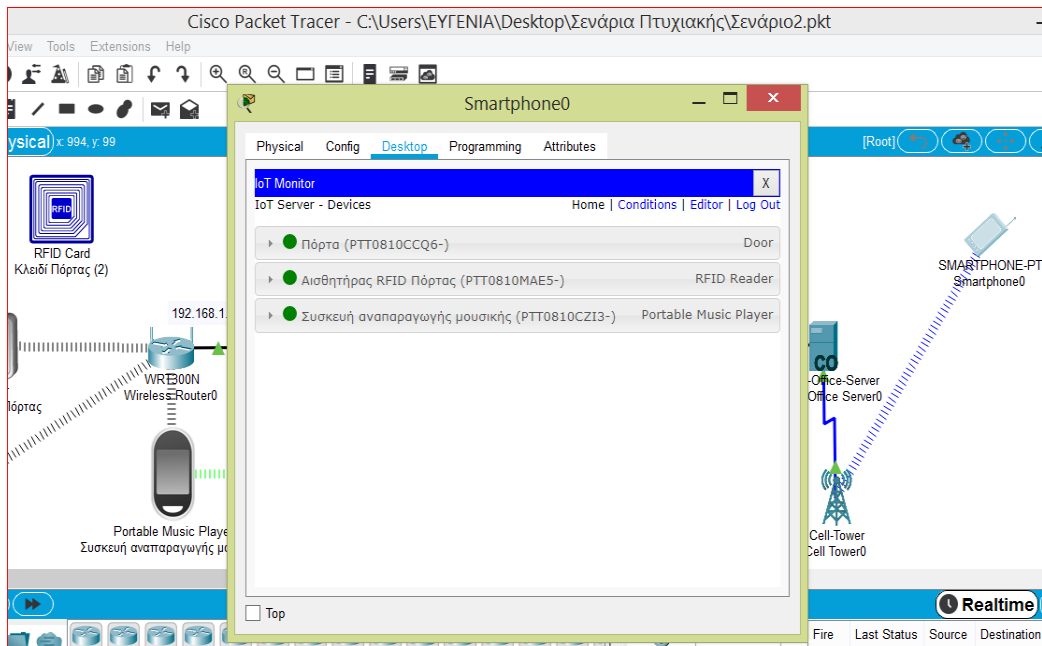 Cisco Packet Tracer - C:\Users\ΕΥΓΕΝΙΑ\Desktop\Σενάρια Πτυχιακής\Σενάριο2.pkt
View Tools Extensions Help
Smartphone0
x: 994, y: 99
[Root]
Physical Config Desktop Programming Attributes
IoT Monitor X
IoT Server - Devices Home | Conditions | Editor | Log Out
Πόρτα (PTT0810CCQ6-) Door
Αισθητήρας RFID Πόρτας (PTT0810MAE5-) RFID Reader
Συσκευή αναπαραγωγής μουσικής (PTT0810CZI3-) Portable Music Player
Top
RFID
RFID Card
Κλειδί Πόρτας (2)
192.168.1.
WRT300N
Wireless Router0
Portable Music Playe
Συσκευή αναπαραγωγής μο
SMARTPHONE-PT
Smartphone0
CO
-Office-Server
Office Server0
Cell-Tower
Cell Tower0
Realtime
Fire Last Status Source Destination